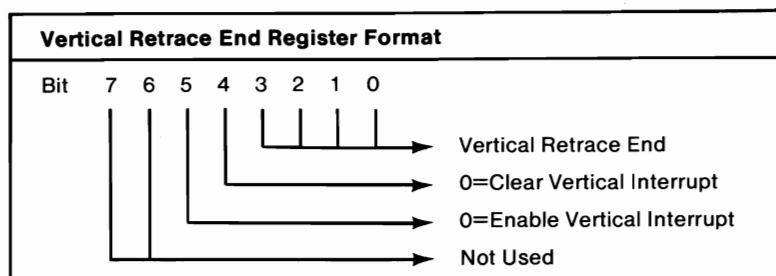 Vertical Retrace End Register Format
Bit 7 6 5 4 3 2 1 0
Vertical Retrace End
0=Clear Vertical Interrupt
0=Enable Vertical Interrupt
Not Used